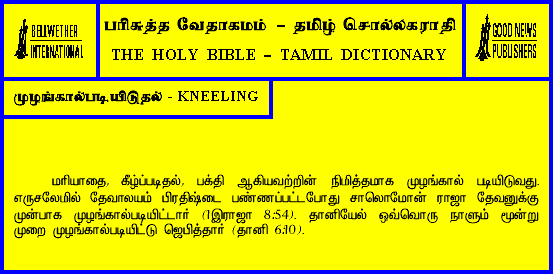 BELLWETHER
INTERNATIONAL
பரிசுத்த வேதாகமம் – தமிழ் சொல்லகராதி
THE HOLY BIBLE – TAMIL DICTIONARY
GOOD NEWS
PUBLISHERS
முழங்கால்படியிடுதல் - KNEELING
மரியாதை, கீழ்ப்படிதல், பக்தி ஆகியவற்றின் நிமித்தமாக முழங்கால் படியிடுவது.
எருசலேமில் தேவாலயம் பிரதிஷ்டை பண்ணப்பட்டபோது சாலொமோன் ராஜா தேவனுக்கு
முன்பாக முழங்கால்படியிட்டார் (1இராஜா 8:54). தானியேல் ஒவ்வொரு நாளும் மூன்று
முறை முழங்கால்படியிட்டு ஜெபித்தார் (தானி 6:10).